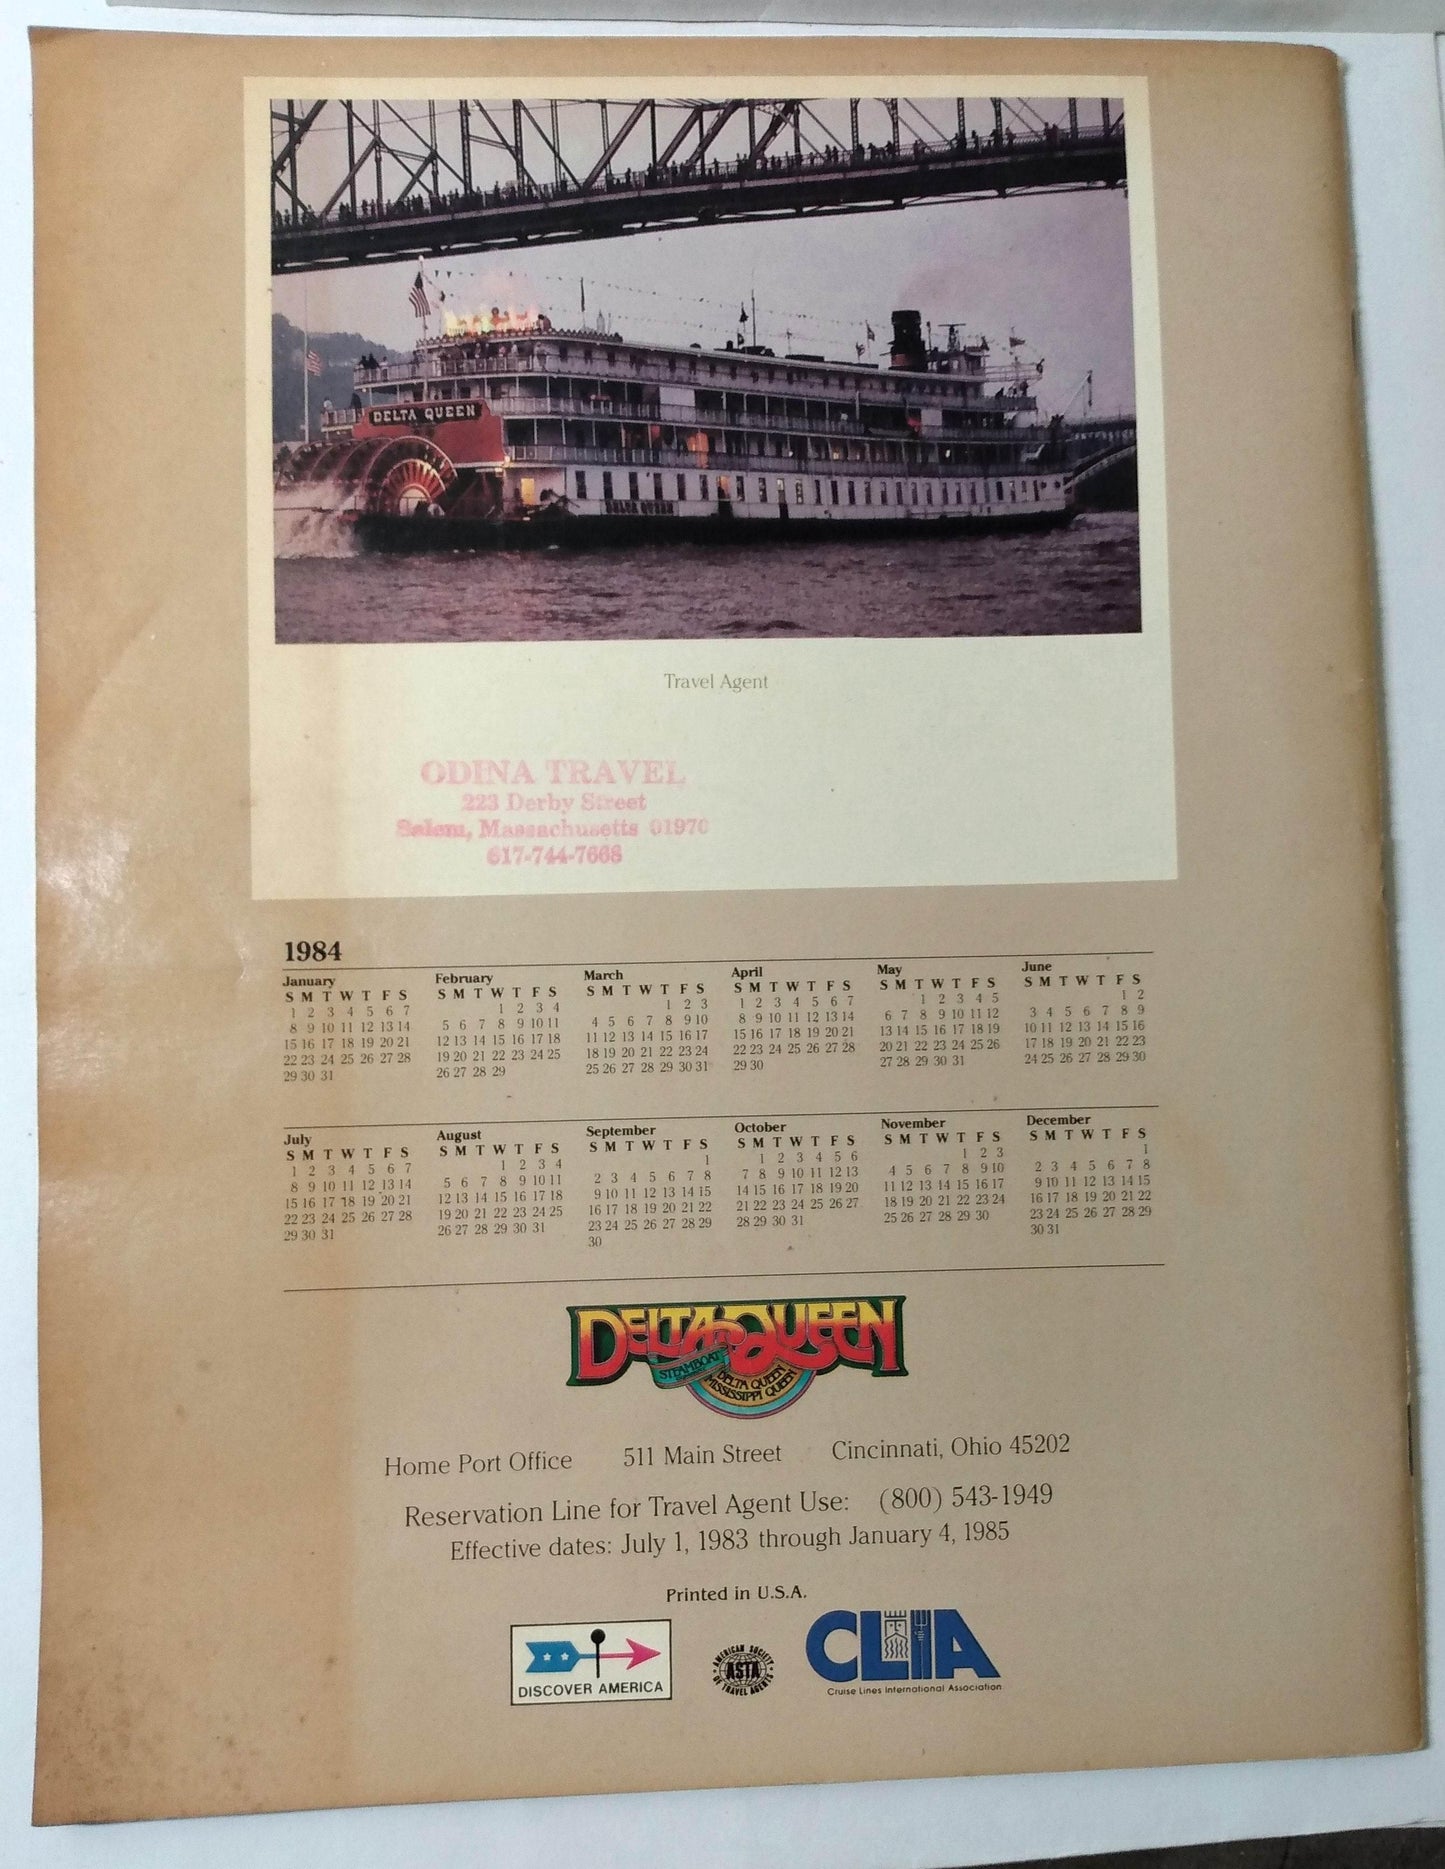 DELTA QUEEN
DELTA QUEEN
Travel Agent
ODINA TRAVEL
223 Derby Street
Salem, Massachusetts 01970
617-744-7668
1984
January February March April May June
S M T W T F S S M T W T F S S M T W T F S S M T W T F S S M T W T F S S M T W T F S
1 2 3 4 5 6 7 1 2 3 4 1 2 3 1 2 3 4 5 6 7 1 2 3 4 5 1 2
8 9 10 11 12 13 14 5 6 7 8 9 10 11 4 5 6 7 8 9 10 8 9 10 11 12 13 14 6 7 8 9 10 11 12 3 4 5 6 7 8 9
15 16 17 18 19 20 21 12 13 14 15 16 17 18 11 12 13 14 15 16 17 15 16 17 18 19 20 21 13 14 15 16 17 18 19 10 11 12 13 14 15 16
22 23 24 25 26 27 28 19 20 21 22 23 24 25 18 19 20 21 22 23 24 22 23 24 25 26 27 28 20 21 22 23 24 25 26 17 18 19 20 21 22 23
29 30 31 26 27 28 29 25 26 27 28 29 30 31 29 30 27 28 29 30 31 24 25 26 27 28 29 30
July August September October November December
S M T W T F S S M T W T F S S M T W T F S S M T W T F S S M T W T F S S M T W T F S
1 2 3 4 5 6 7 1 2 3 4 1 1 2 3 4 5 6 1 2 3 1
8 9 10 11 12 13 14 5 6 7 8 9 10 11 2 3 4 5 6 7 8 7 8 9 10 11 12 13 4 5 6 7 8 9 10 2 3 4 5 6 7 8
15 16 17 18 19 20 21 12 13 14 15 16 17 18 9 10 11 12 13 14 15 14 15 16 17 18 19 20 11 12 13 14 15 16 17 9 10 11 12 13 14 15
22 23 24 25 26 27 28 19 20 21 22 23 24 25 16 17 18 19 20 21 22 21 22 23 24 25 26 27 18 19 20 21 22 23 24 16 17 18 19 20 21 22
29 30 31 26 27 28 29 30 31 23 24 25 26 27 28 29 28 29 30 31 25 26 27 28 29 30 23 24 25 26 27 28 29
30 30 31
DELTA QUEEN
STEAMBOAT
DELTA QUEEN
MISSISSIPPI QUEEN
Home Port Office 511 Main Street Cincinnati, Ohio 45202
Reservation Line for Travel Agent Use: (800) 543-1949
Effective dates: July 1, 1983 through January 4, 1985
Printed in U.S.A.
DISCOVER AMERICA
AMERICAN SOCIETY
ASTA
OF TRAVEL AGENTS
CLIA
Cruise Lines International Association